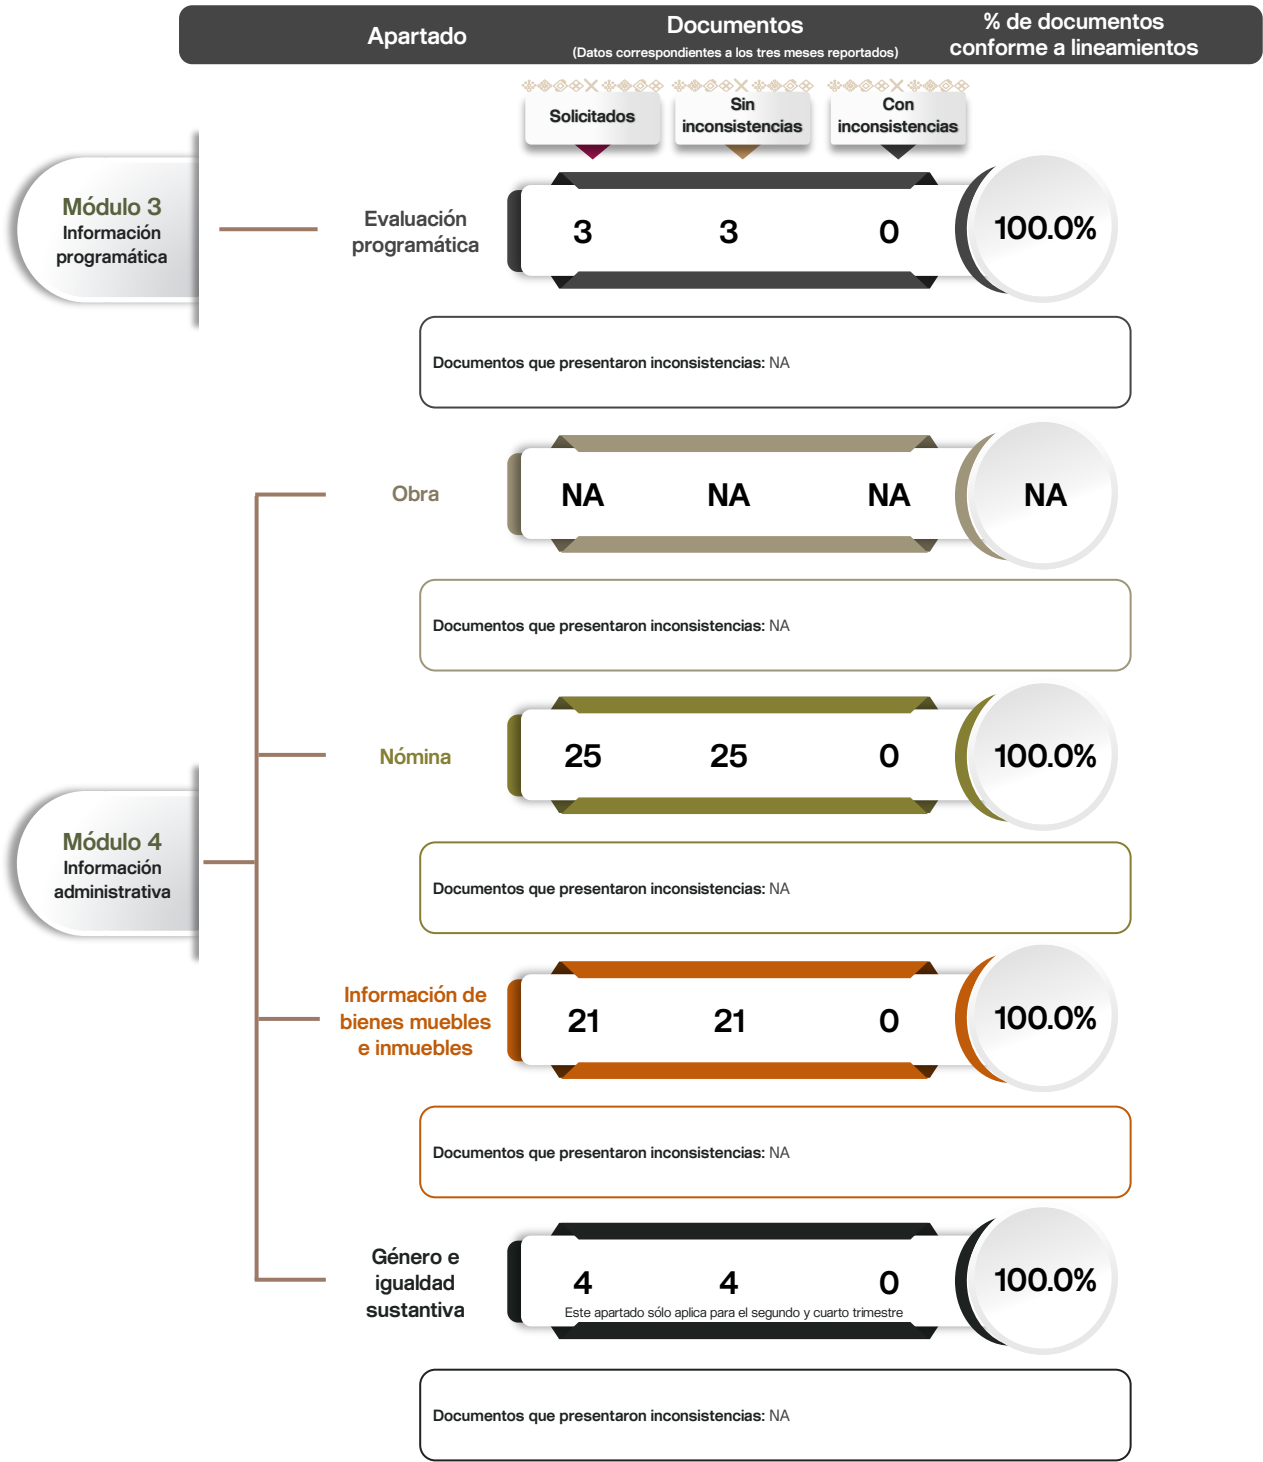 Apartado
Documentos
(Datos correspondientes a los tres meses reportados)
% de documentos
conforme a lineamientos
Solicitados
Sin
inconsistencias
Con
inconsistencias
Módulo 3
Información
programática
Evaluación
programática
3 3 0 100.0%
Documentos que presentaron inconsistencias: NA
Obra
NA NA NA NA
Documentos que presentaron inconsistencias: NA
Nómina
25 25 0 100.0%
Documentos que presentaron inconsistencias: NA
Módulo 4
Información
administrativa
Información de
bienes muebles
e inmuebles
21 21 0 100.0%
Documentos que presentaron inconsistencias: NA
Género e
igualdad
sustantiva
4 4 0 100.0%
Este apartado sólo aplica para el segundo y cuarto trimestre
Documentos que presentaron inconsistencias: NA